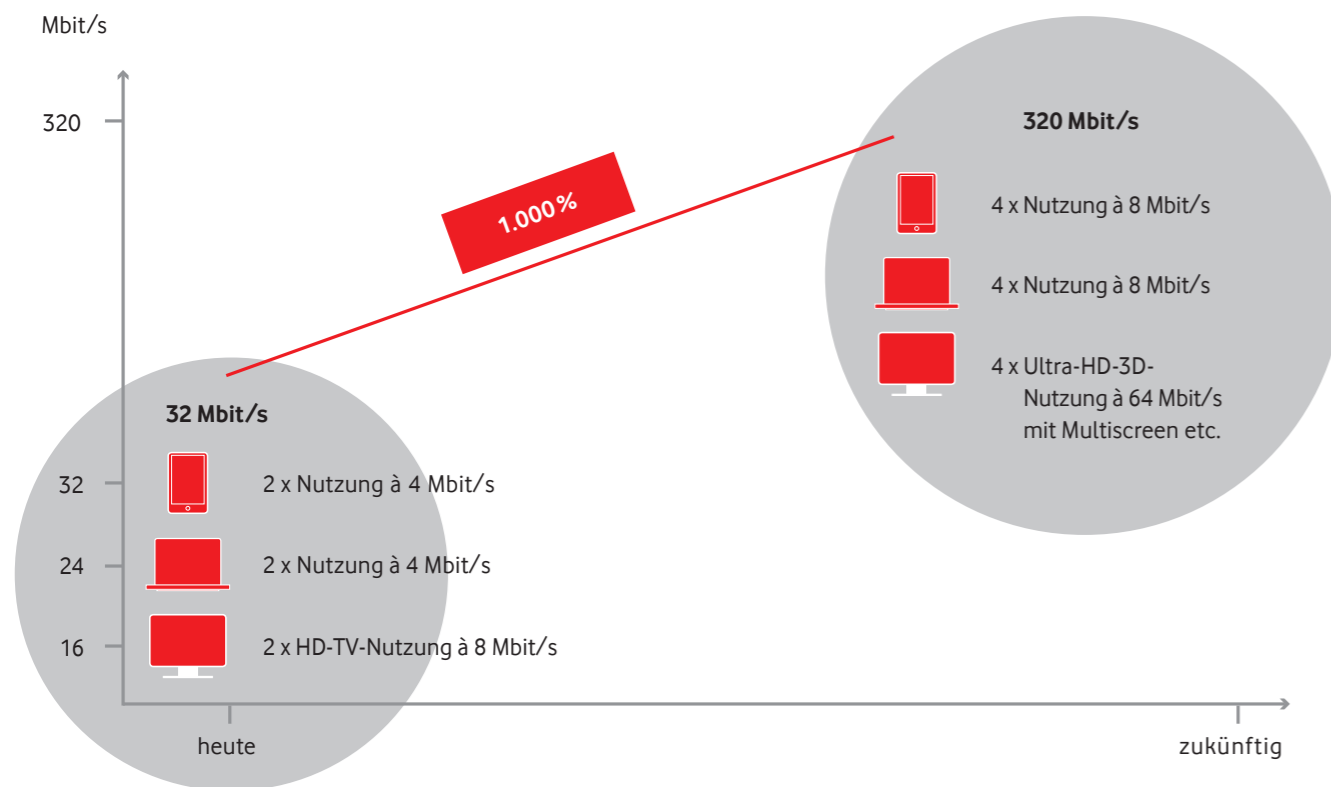 Mbit/s
320
1.000 %
320 Mbit/s
4 x Nutzung à 8 Mbit/s
4 x Nutzung à 8 Mbit/s
4 x Ultra-HD-3D-
Nutzung à 64 Mbit/s
mit Multiscreen etc.
32 Mbit/s
32
2 x Nutzung à 4 Mbit/s
24
2 x Nutzung à 4 Mbit/s
16
2 x HD-TV-Nutzung à 8 Mbit/s
heute
zukünftig